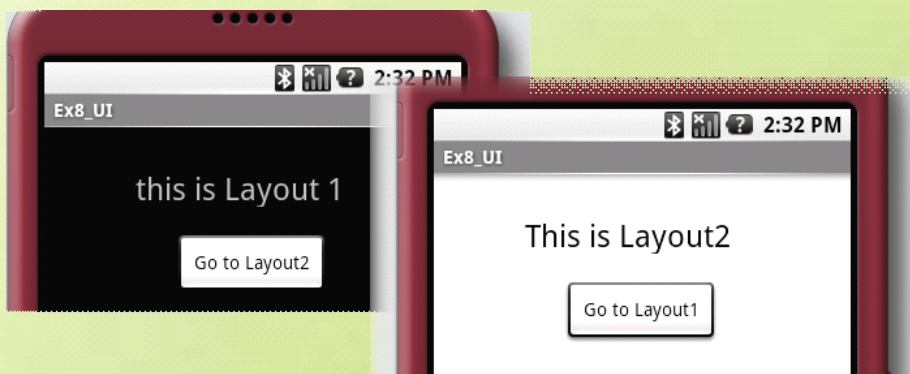 2:32 PM
Ex8_UI
this is Layout 1
Go to Layout2
2:32 PM
Ex8_UI
This is Layout2
Go to Layout1